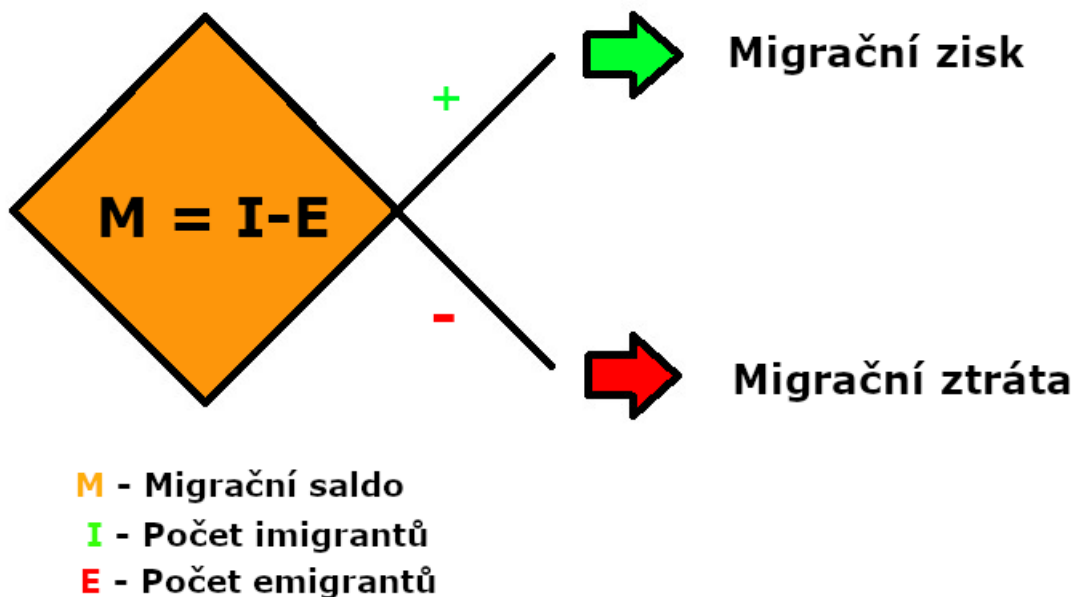 +
Migrační zisk
M = I-E
-
Migrační ztráta
M - Migrační saldo
I - Počet imigrantů
E - Počet emigrantů